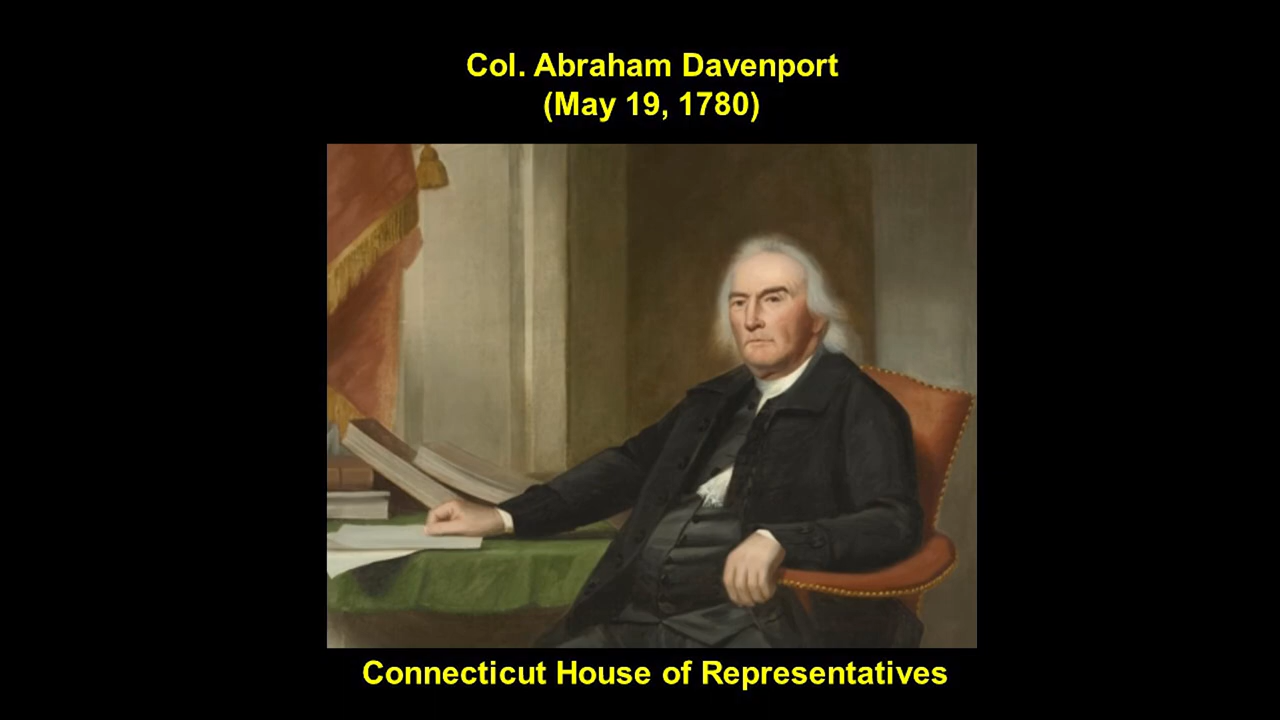 Col. Abraham Davenport
(May 19, 1780)
Connecticut House of Representatives